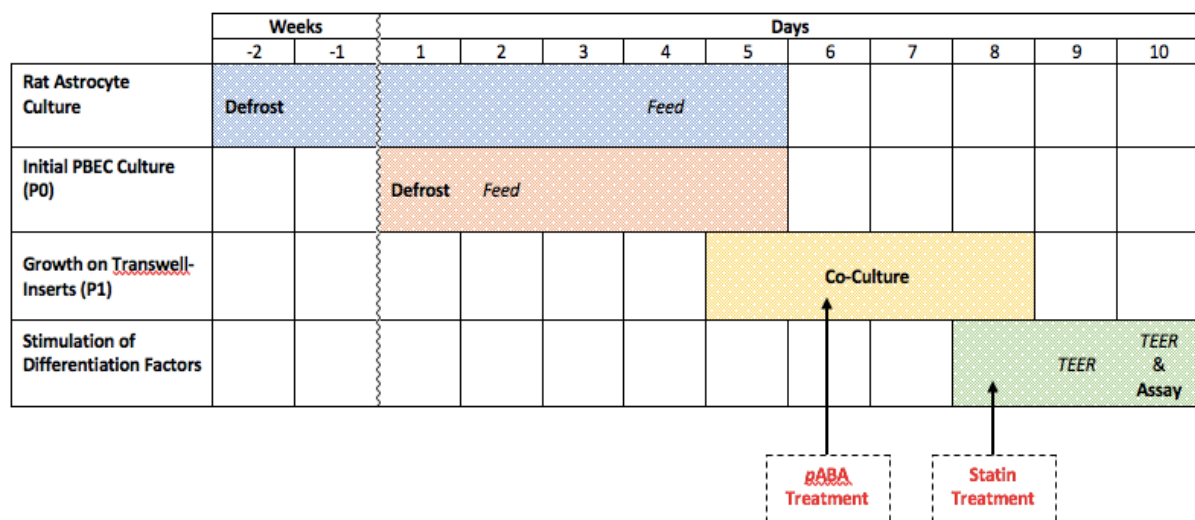 Weeks Days
-2 -1 1 2 3 4 5 6 7 8 9 10
Rat Astrocyte
Culture
Defrost Feed
Initial PBEC Culture
(P0)
Defrost Feed
Growth on Transwell-
Inserts (P1)
Co-Culture
Stimulation of
Differentiation Factors
TEER
TEER
&
Assay
pABA
Treatment
Statin
Treatment